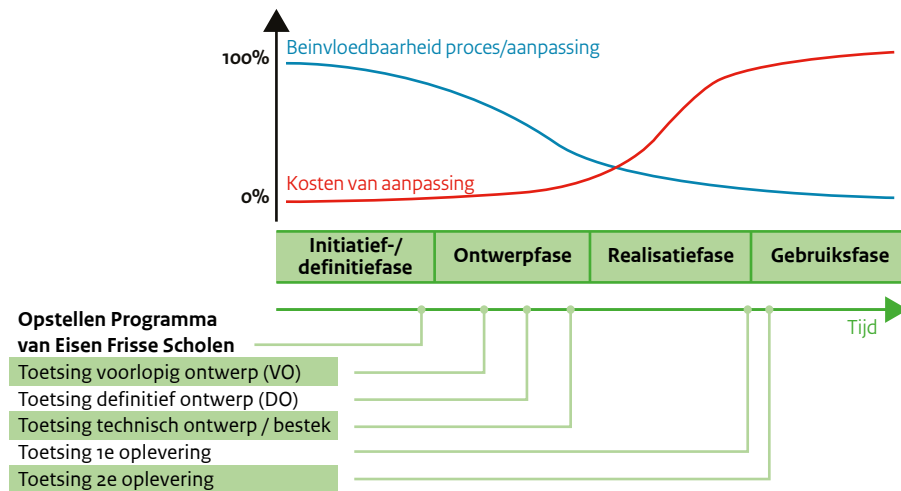 Beinvloedbaarheid proces/aanpassing
100%
Kosten van aanpassing
0%
Initiatief-/
definitiefase
Ontwerpfase
Realisatiefase
Gebruiksfase
Tijd
Opstellen Programma
van Eisen Frisse Scholen
Toetsing voorlopig ontwerp (VO)
Toetsing definitief ontwerp (DO)
Toetsing technisch ontwerp / bestek
Toetsing 1e oplevering
Toetsing 2e oplevering